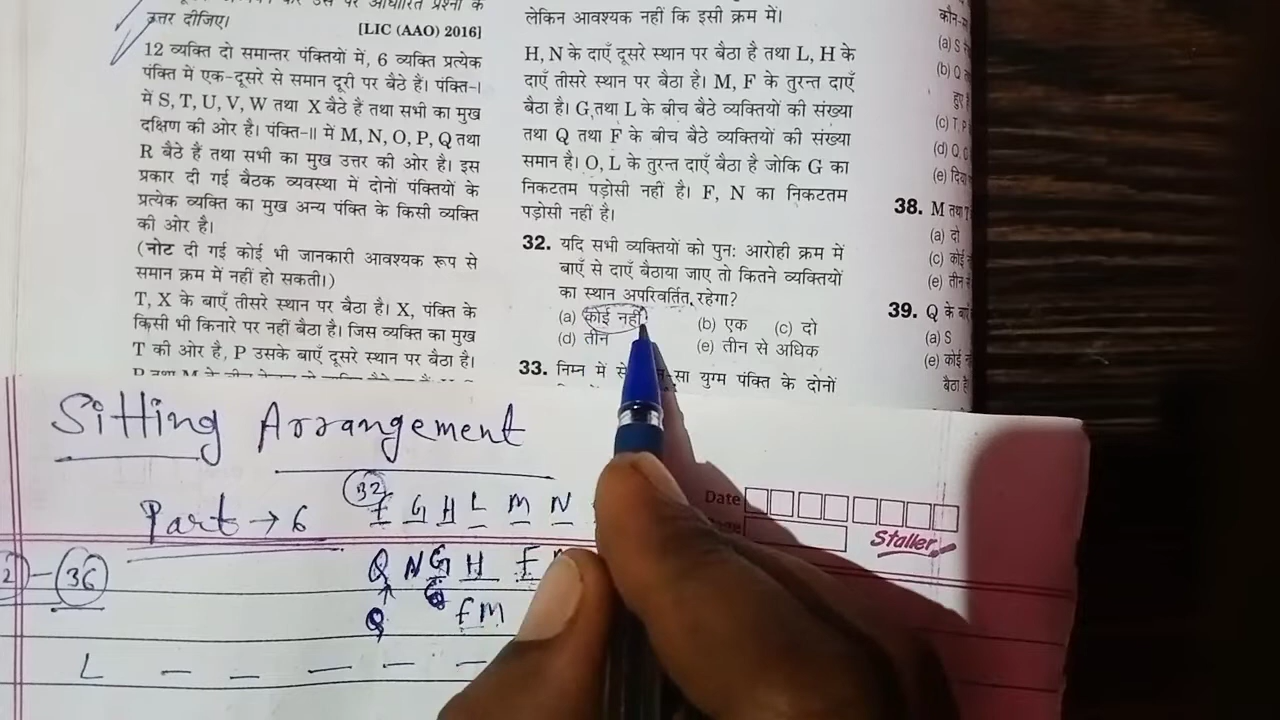 उत्तर दीजिए।
[LIC (AAO) 2016]
12 व्यक्ति दो समान्तर पंक्तियों में, 6 व्यक्ति प्रत्येक
पंक्ति में एक-दूसरे से समान दूरी पर बैठे हैं। पंक्ति-I
में S, T, U, V, W तथा X बैठे हैं तथा सभी का मुख
दक्षिण की ओर है। पंक्ति-II में M, N, O, P, Q तथा
R बैठे हैं तथा सभी का मुख उत्तर की ओर है। इस
प्रकार दी गई बैठक व्यवस्था में दोनों पंक्तियों के
प्रत्येक व्यक्ति का मुख अन्य पंक्ति के किसी व्यक्ति
की ओर है।
(नोट दी गई कोई भी जानकारी आवश्यक रूप से
समान क्रम में नहीं हो सकती।)
T, X के बाएँ तीसरे स्थान पर बैठा है। X, पंक्ति के
किसी भी किनारे पर नहीं बैठा है। जिस व्यक्ति का मुख
T की ओर है, P उसके बाएँ दूसरे स्थान पर बैठा है।
लेकिन आवश्यक नहीं कि इसी क्रम में।
H, N के दाएँ दूसरे स्थान पर बैठा है तथा L, H के
दाएँ तीसरे स्थान पर बैठा है। M, F के तुरन्त दाएँ
बैठा है। G तथा L के बीच बैठे व्यक्तियों की संख्या
तथा Q तथा F के बीच बैठे व्यक्तियों की संख्या
समान है। O, L के तुरन्त दाएँ बैठा है जोकि G का
निकटतम पड़ोसी नहीं है। F, N का निकटतम
पड़ोसी नहीं है।
32. यदि सभी व्यक्तियों को पुन: आरोही क्रम में
बाएँ से दाएँ बैठाया जाए तो कितने व्यक्तियों
का स्थान अपरिवर्तित रहेगा?
(a) कोई नहीं (b) एक (c) दो
(d) तीन (e) तीन से अधिक
33. निम्न में से सा युग्म पंक्ति के दोनों
(a) S
(b) Q
(c) T, P
(d) Q,
(e) दिया
38. M तथा
(a) दो
(c) कोई
(e) तीन
39. Q के बाएँ
(a) S
(e) कोई
बैठा है
Sitting Arrangement
Part → 6
32
F G H L M N
36
Q N G H F
Q F M
L
Date
Staller